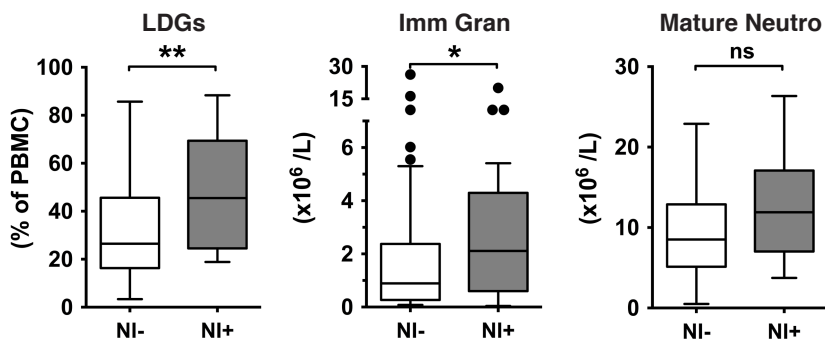 LDGs
**
100
80
60
40
20
0
(% of PBMC)
NI-
NI+
Imm Gran
*
30
15
6
4
2
0
(x10⁶ /L)
NI-
NI+
Mature Neutro
ns
30
20
10
0
(x10⁶ /L)
NI-
NI+